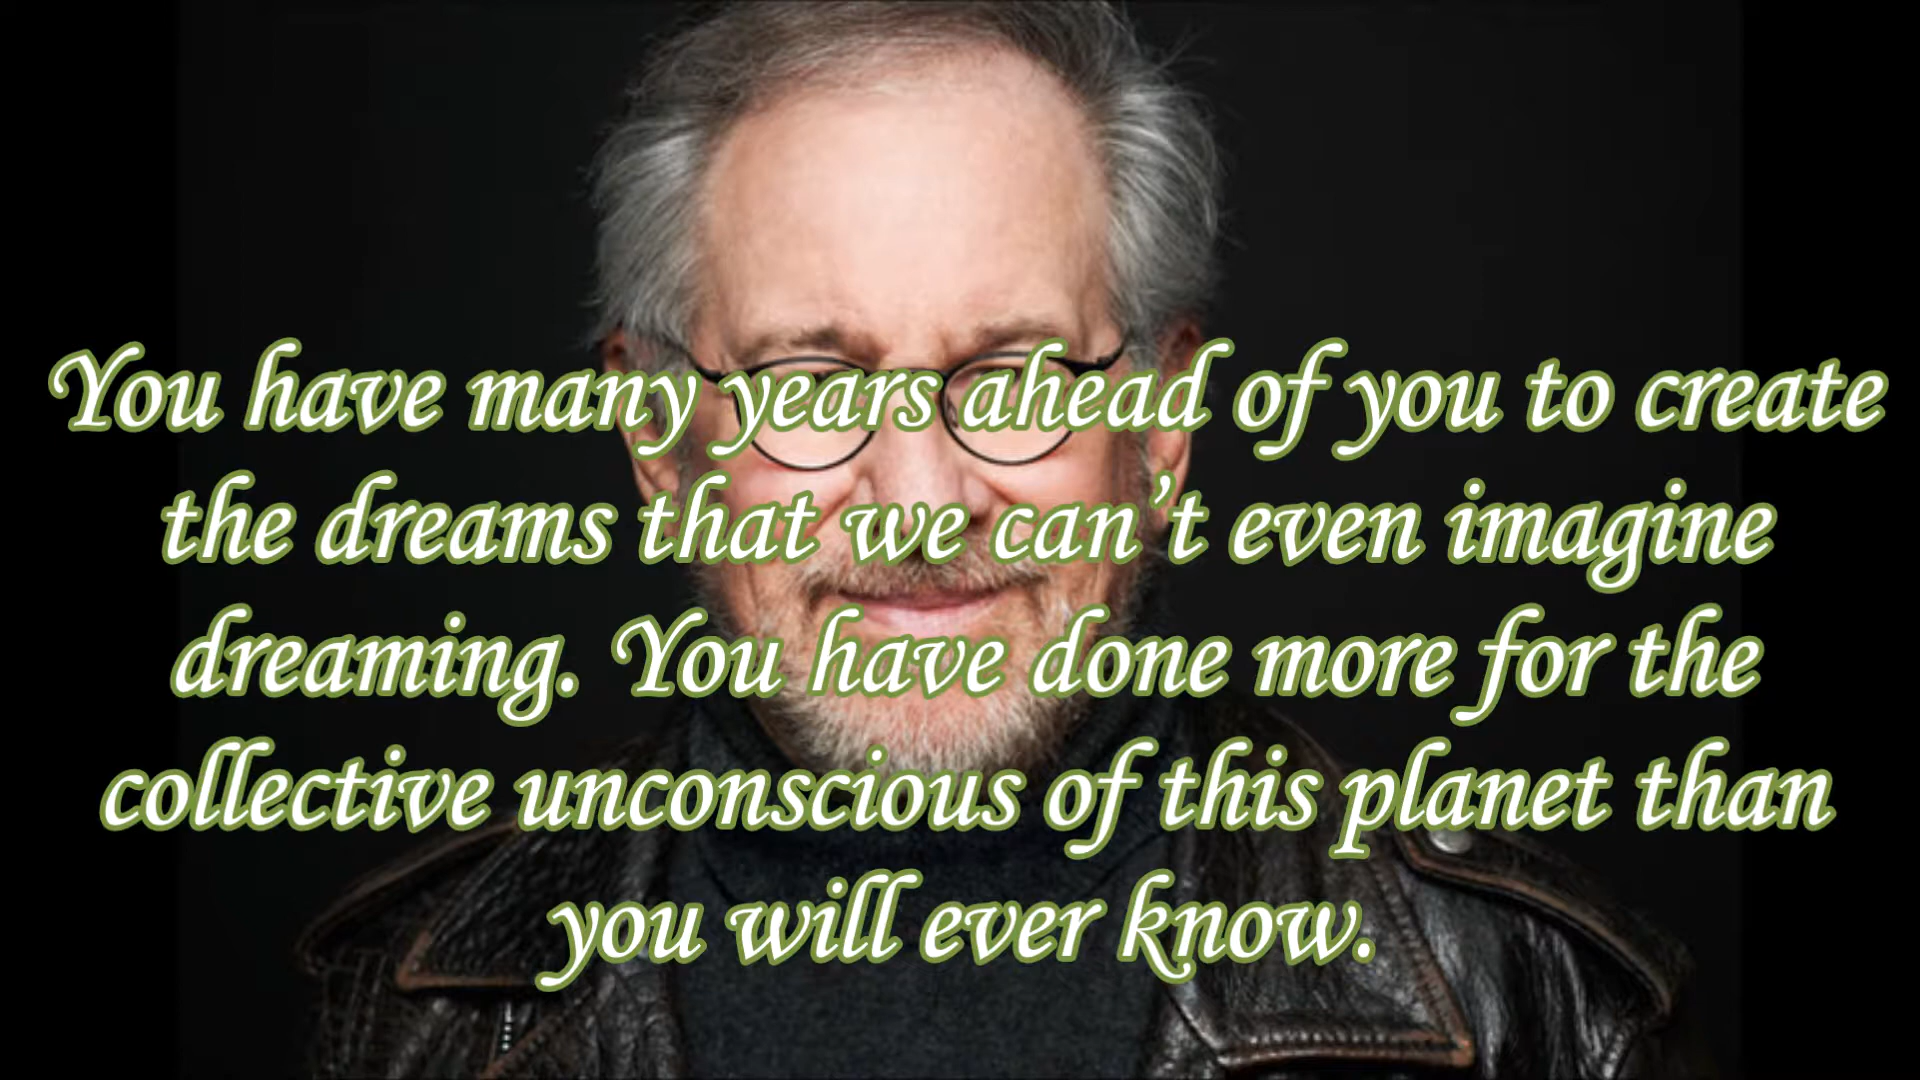 You have many years ahead of you to create
the dreams that we can’t even imagine
dreaming. You have done more for the
collective unconscious of this planet than
you will ever know.